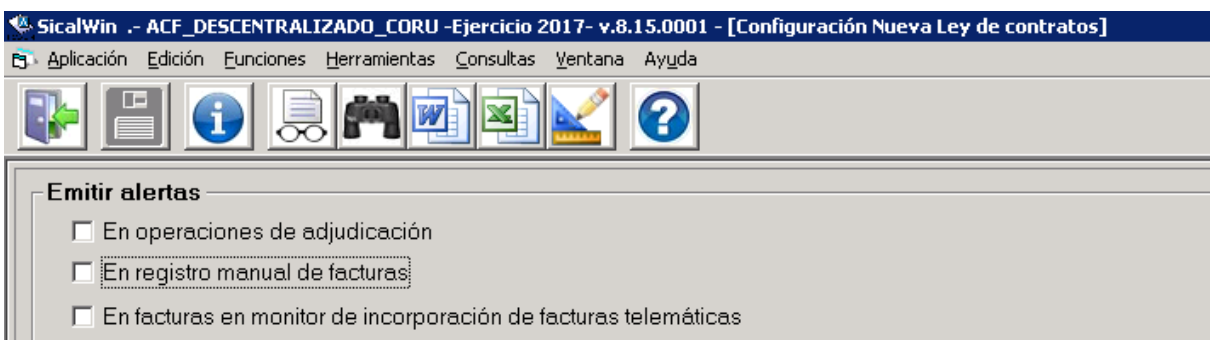 SicalWin .- ACF_DESCENTRALIZADO_CORU -Ejercicio 2017- v.8.15.0001 - [Configuración Nueva Ley de contratos]
Aplicación Edición Funciones Herramientas Consultas Ventana Ayuda
Emitir alertas
En operaciones de adjudicación
En registro manual de facturas
En facturas en monitor de incorporación de facturas telemáticas